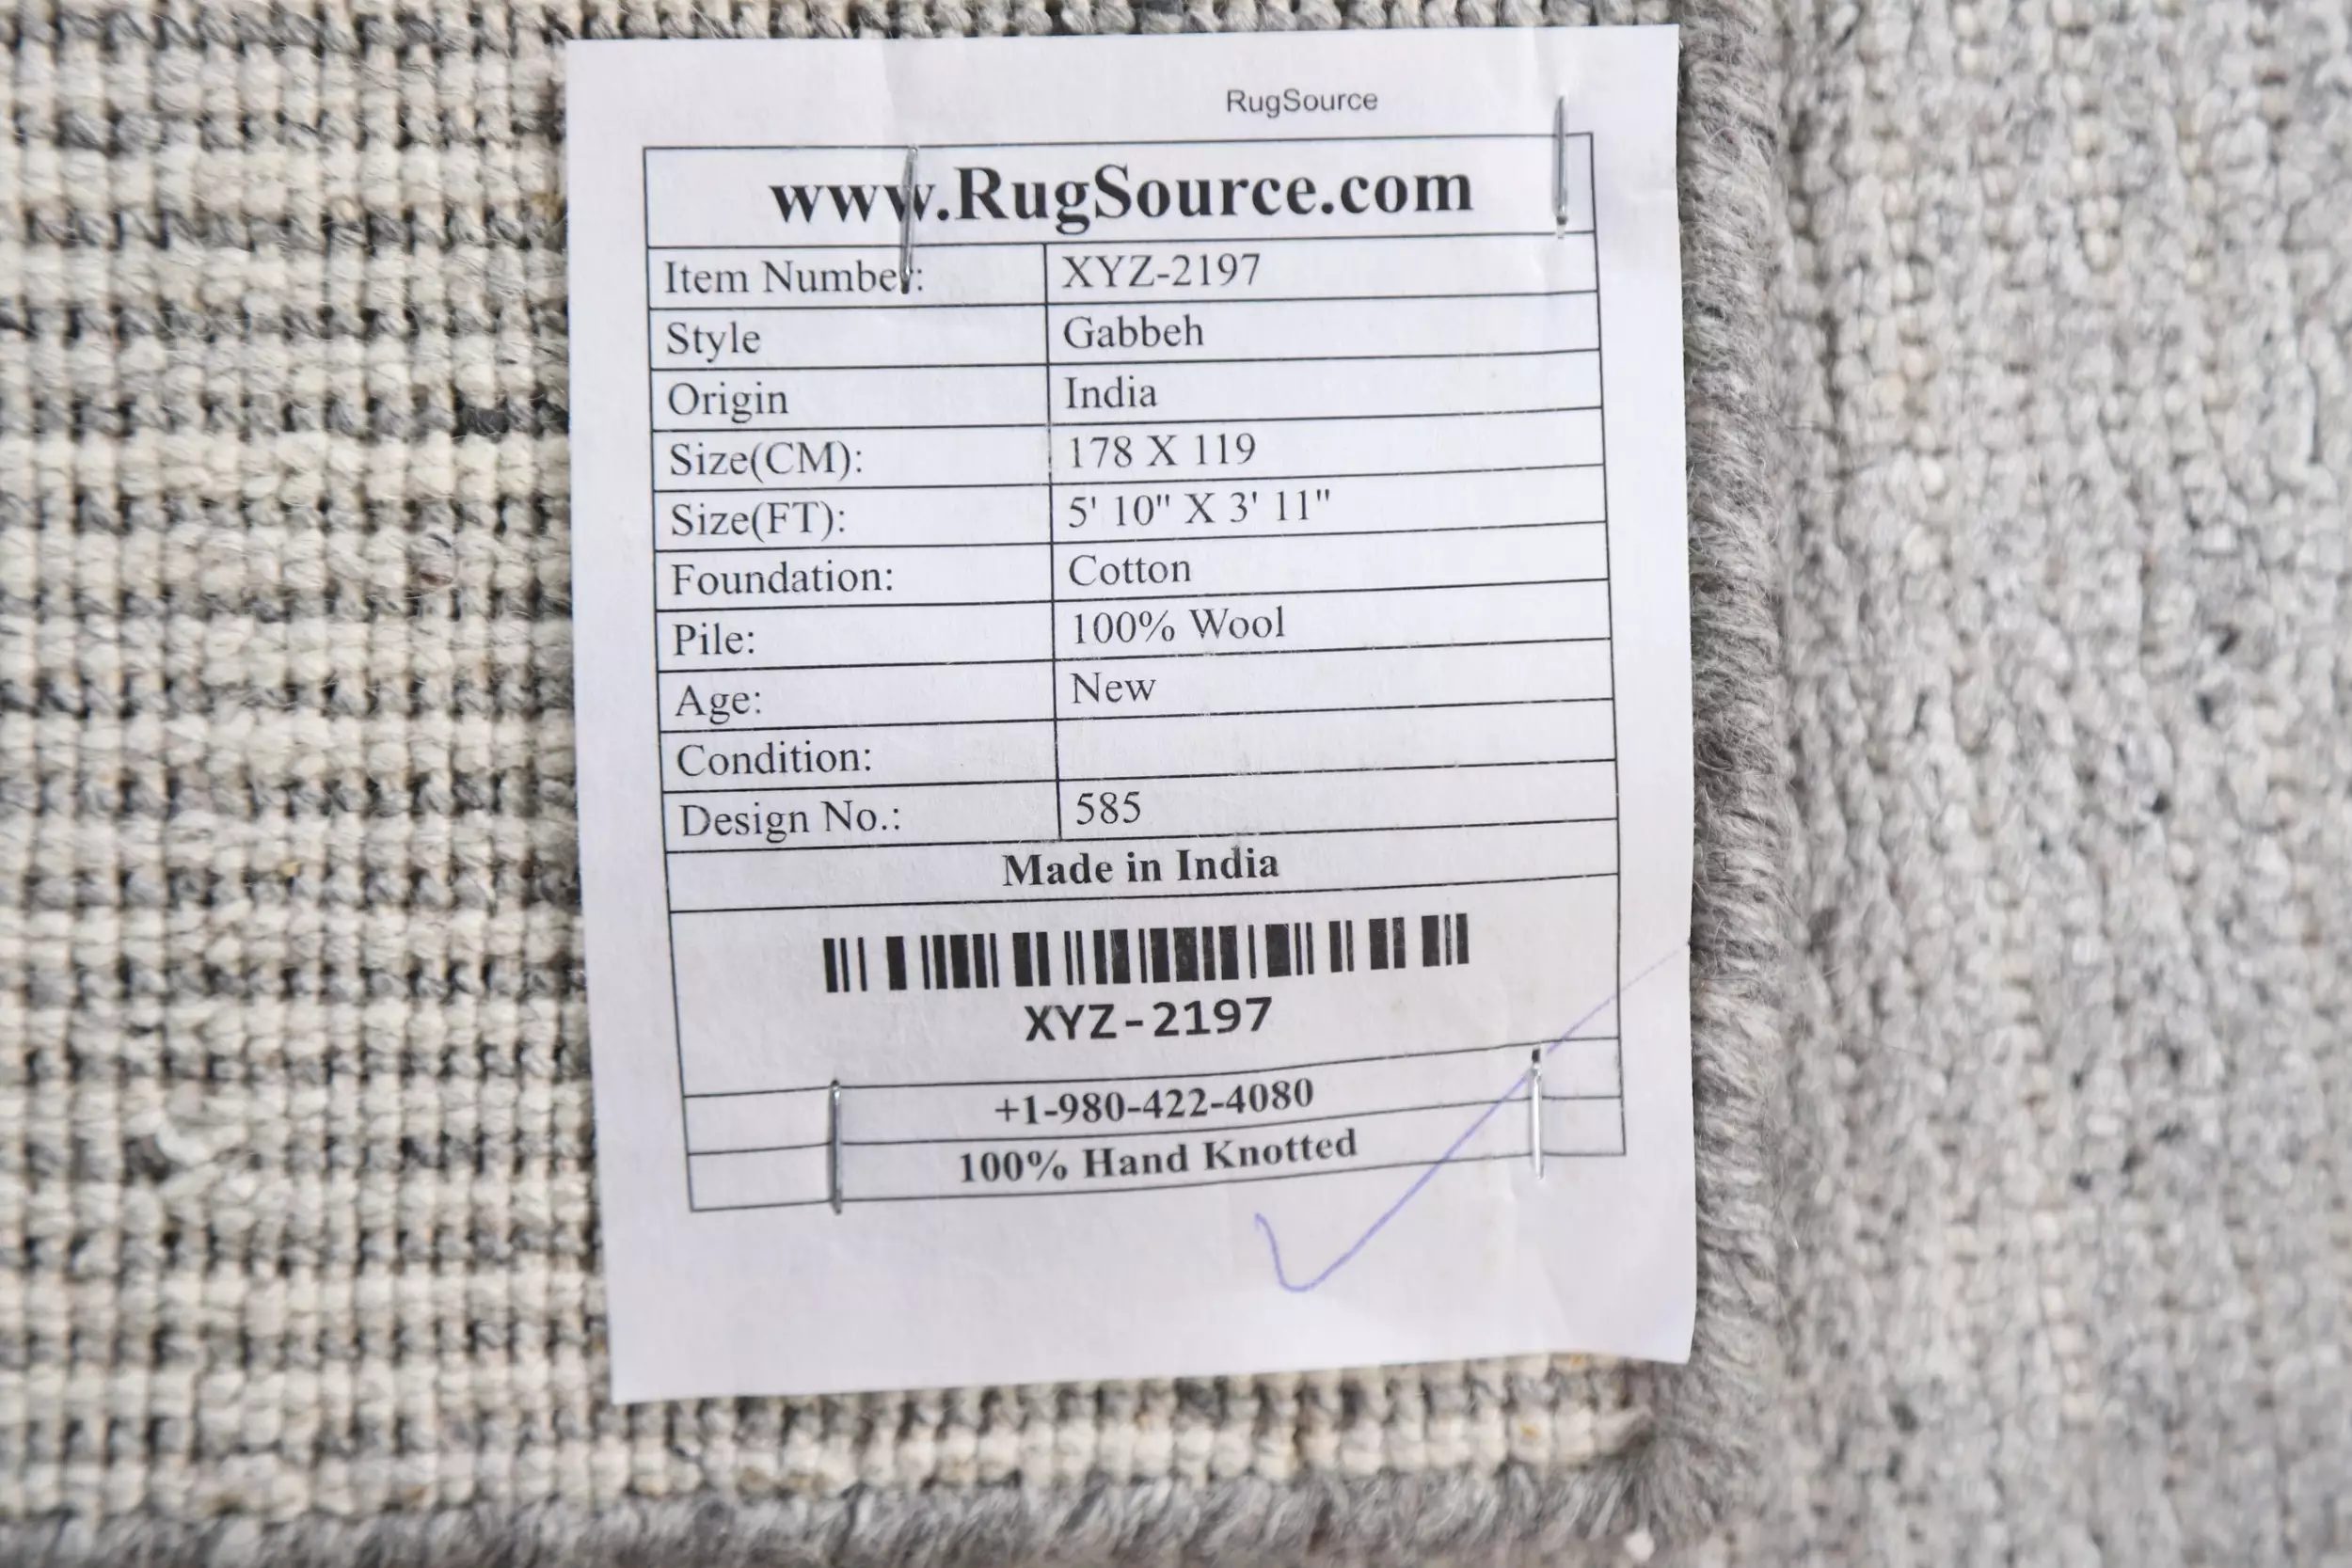 RugSource
www.RugSource.com
Item Number: XYZ-2197
Style Gabbeh
Origin India
Size(CM): 178 X 119
Size(FT): 5' 10" X 3' 11"
Foundation: Cotton
Pile: 100% Wool
Age: New
Condition:
Design No.: 585
Made in India
XYZ-2197
+1-980-422-4080
100% Hand Knotted